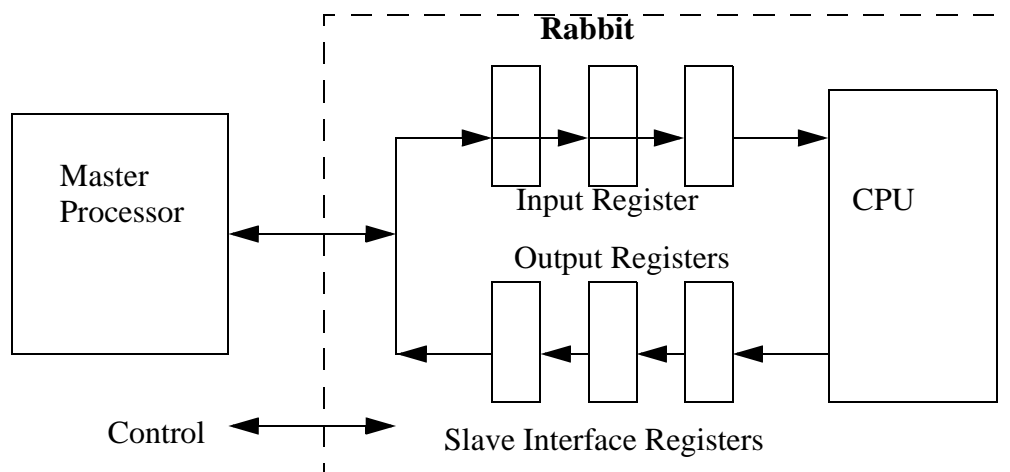 Rabbit
Master
Processor
Input Register
CPU
Output Registers
Control
Slave Interface Registers